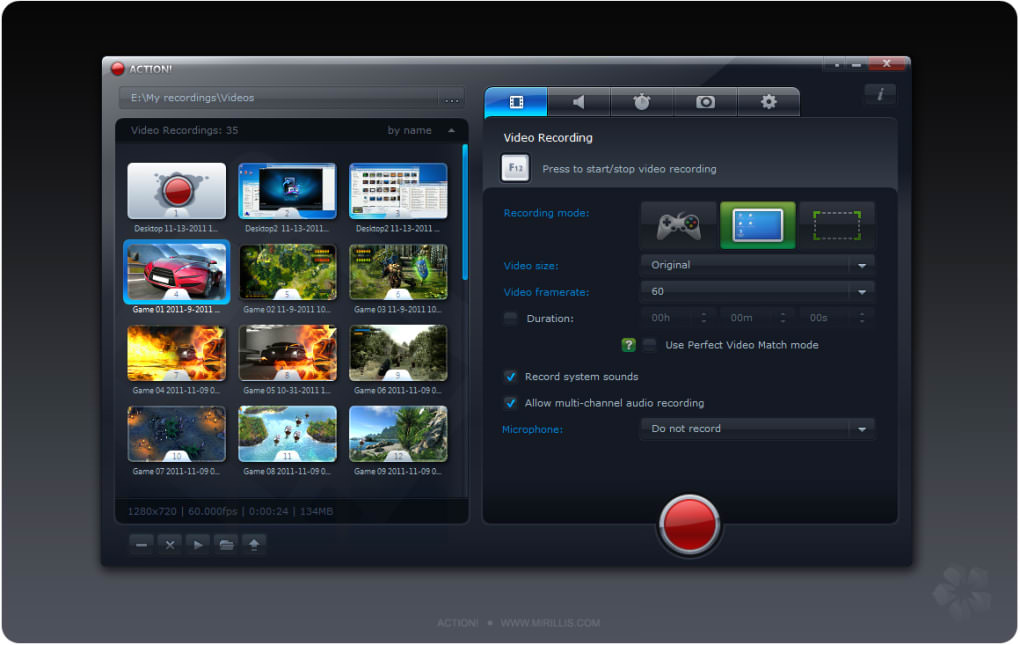 ACTION!
E:\My recordings\Videos ...
Video Recordings: 35 by name
1 2 3
Desktop 11-13-2011 1... Desktop2 11-13-2011... Desktop2 11-13-2011 ...
4 5 6
Game 01 2011-9-2011 ... Game 02 11-9-2011 10... Game 03 11-9-2011 10...
7 8 9
Game 04 2011-11-09 0... Game 05 10-31-2011 1... Game 06 2011-11-09 0...
10 11 12
Game 07 2011-11-09 0... Game 08 2011-11-09 0... Game 09 2011-11-09 0...
1280x720 | 60.000fps | 0:00:24 | 134MB
i
Video Recording
F12 Press to start/stop video recording
Recording mode:
Video size: Original
Video framerate: 60
Duration: 00h 00m 00s
? Use Perfect Video Match mode
Record system sounds
Allow multi-channel audio recording
Microphone: Do not record
ACTION! • WWW.MIRILLIS.COM